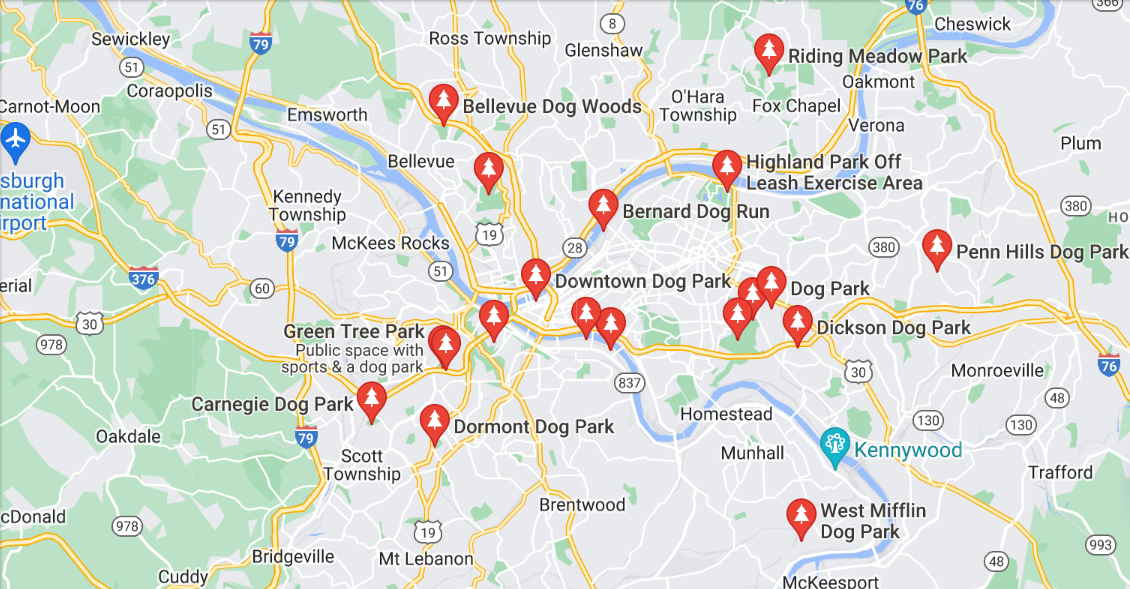 366
76
Cheswick
8
Sewickley
79
Ross Township
Glenshaw
Riding Meadow Park
51
Oakmont
Coraopolis
Carnot-Moon
Bellevue Dog Woods
O'Hara
Township
Fox Chapel
Emsworth
51
Verona
Plum
Bellevue
Highland Park Off
Leash Exercise Area
sburgh
national
irport
Kennedy
Township
Bernard Dog Run
380
HO
19
McKees Rocks
79
28
380
Penn Hills Dog Park
51
376
Downtown Dog Park
Dog Park
erial
60
30
Green Tree Park
Public space with
sports & a dog park
Dickson Dog Park
978
76
30
Monroeville
837
Carnegie Dog Park
48
Homestead
130
130
Dormont Dog Park
Oakdale
79
Munhall
Kennywood
Scott
Township
Trafford
Brentwood
West Mifflin
Dog Park
cDonald
978
19
993
Bridgeville
Mt Lebanon
48
Cuddy
McKeesport